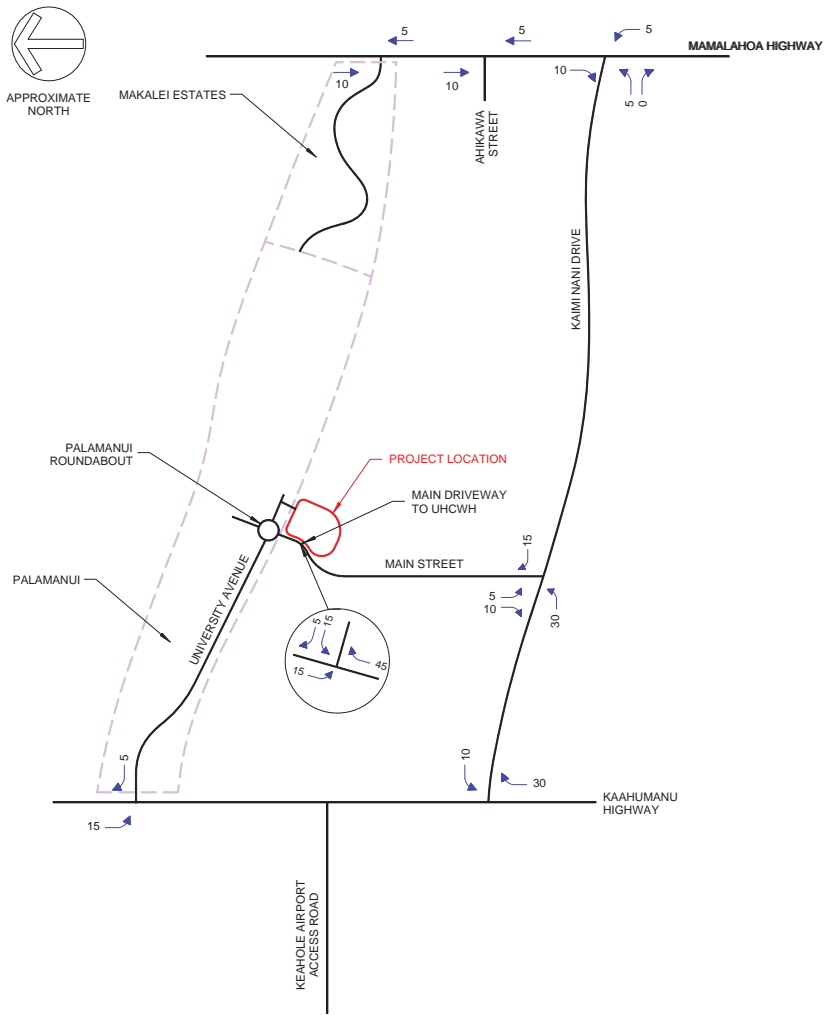 5
5
5
MAMALAHOA HIGHWAY
APPROXIMATE
NORTH
MAKALEI ESTATES
10
10
10
5
0
AHIKAWA
STREET
KAIMI NANI DRIVE
PALAMANUI
ROUNDABOUT
PROJECT LOCATION
MAIN DRIVEWAY
TO UHCWH
MAIN STREET
15
PALAMANUI
UNIVERSITY AVENUE
5
10
30
5
15
15
45
5
10
30
KAAHUMANU
HIGHWAY
15
KEAHOLE AIRPORT
ACCESS ROAD